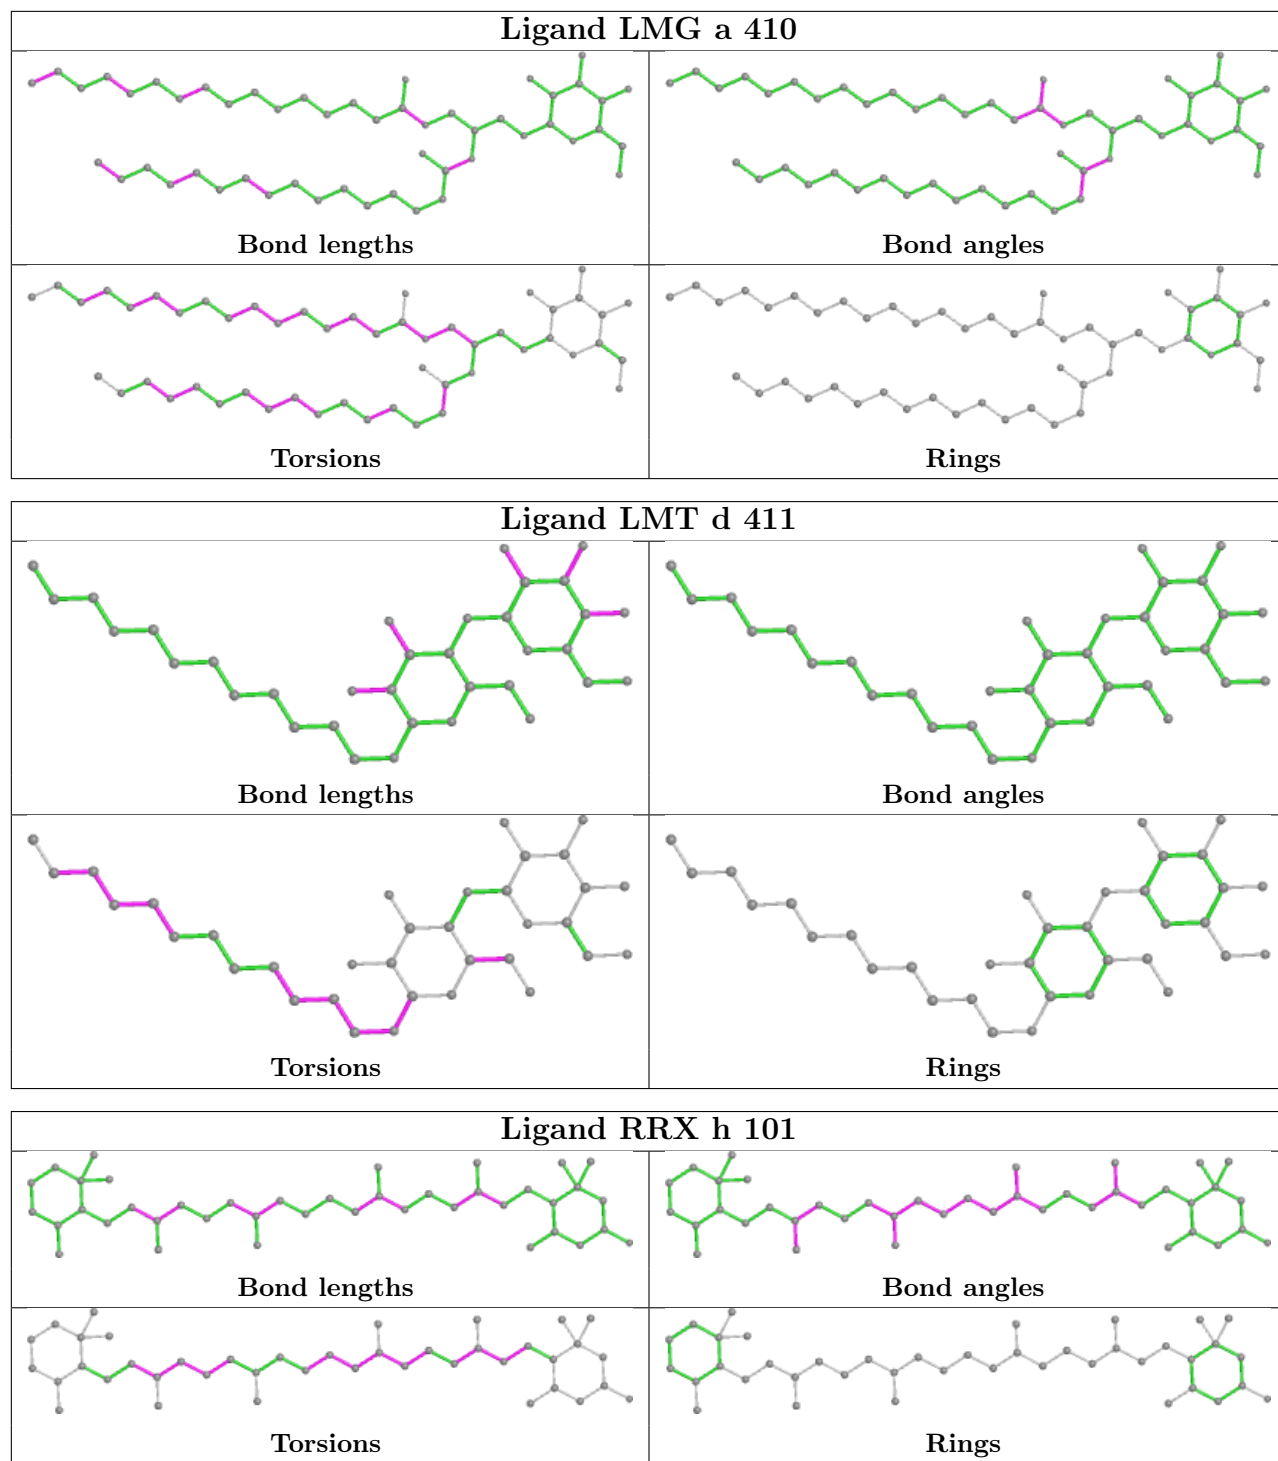 Ligand LMG a 410
Bond lengths
Bond angles
Torsions
Rings
Ligand LMT d 411
Bond lengths
Bond angles
Torsions
Rings
Ligand RRX h 101
Bond lengths
Bond angles
Torsions
Rings